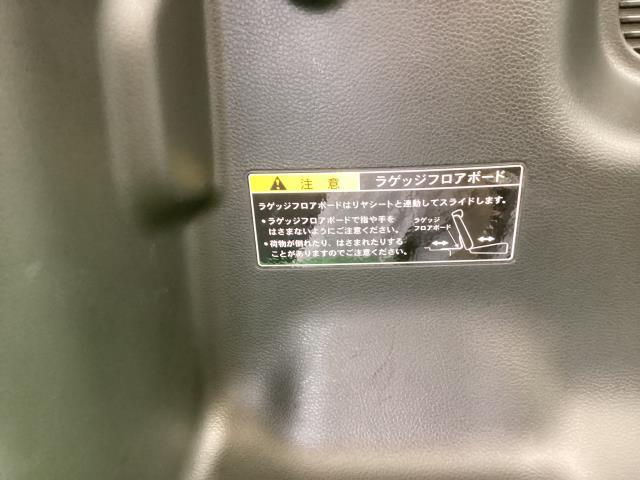 注意 ラゲッジフロアボード
ラゲッジフロアボードはリヤシートと連動してスライドします。
•ラゲッジフロアボードで指や手を
はさまないようにご注意ください。
•荷物が倒れたり、はさまれたりする
ことがありますのでご注意ください。
ラゲッジ
フロアボード